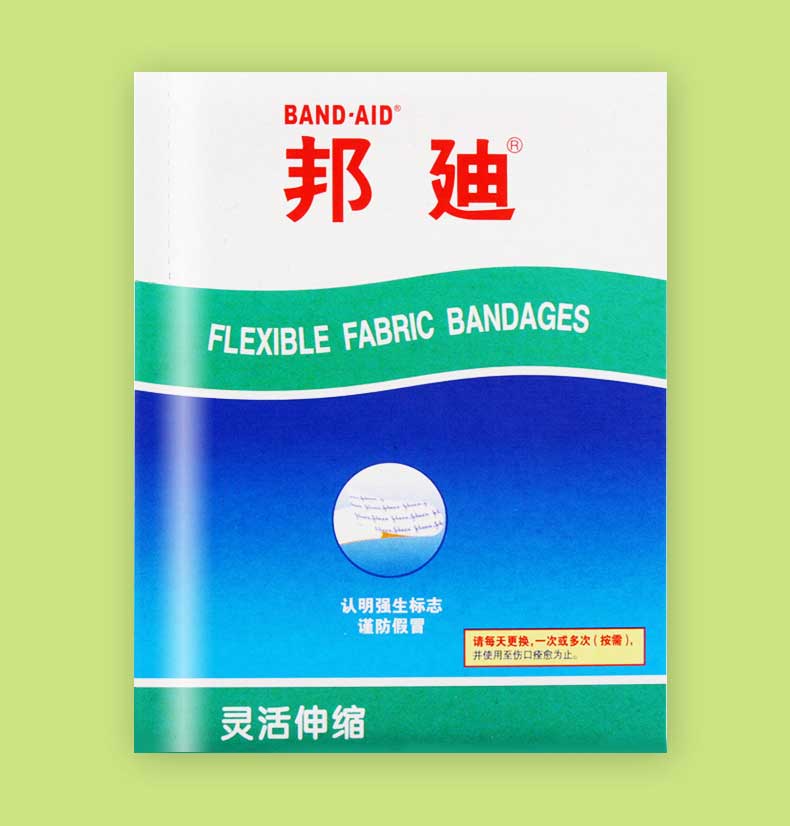 BAND-AID®
邦廸®
FLEXIBLE FABRIC BANDAGES
认明强生标志
谨防假冒
请每天更换,一次或多次(按需),
并使用至伤口痊愈为止。
灵活伸缩